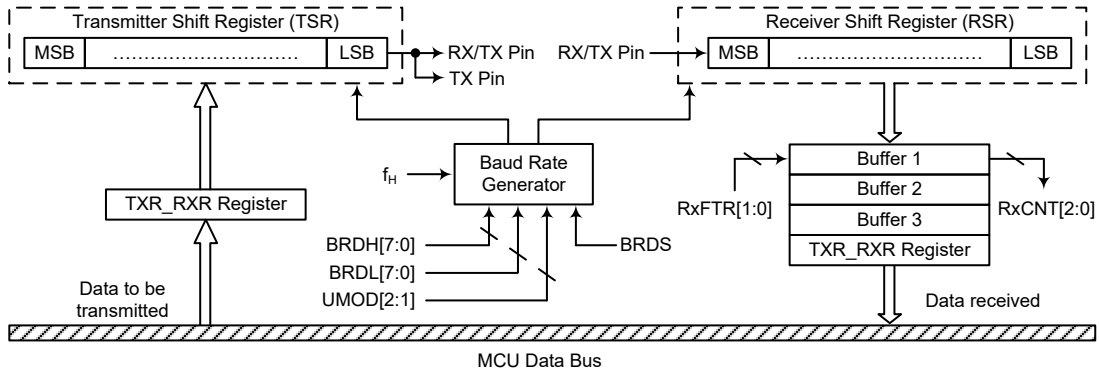 Transmitter Shift Register (TSR)
MSB ………………………… LSB
RX/TX Pin
TX Pin
Receiver Shift Register (RSR)
RX/TX Pin
MSB ………………………… LSB
fH
Baud Rate
Generator
TXR_RXR Register
BRDH[7:0]
BRDL[7:0]
UMOD[2:1]
BRDS
Buffer 1
Buffer 2
Buffer 3
TXR_RXR Register
RxFTR[1:0]
RxCNT[2:0]
Data to be
transmitted
Data received
MCU Data Bus